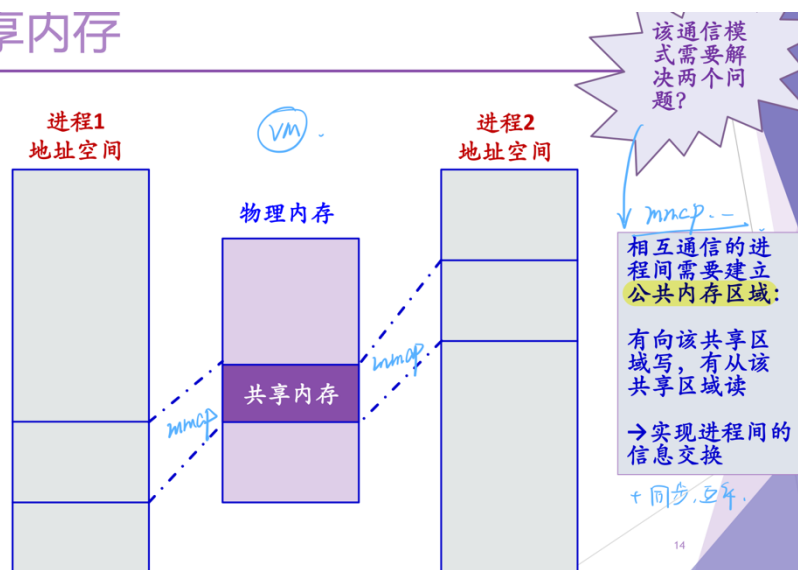 享内存
该通信模
式需要解
决两个问
题？
进程1
地址空间
VM
进程2
地址空间
物理内存
mmap
相互通信的进
程间需要建立
公共内存区域：
有向该共享区
域写，有从该
共享区域读
→实现进程间的
信息交换
共享内存
mmap
mmap
+同步.互斥.
14